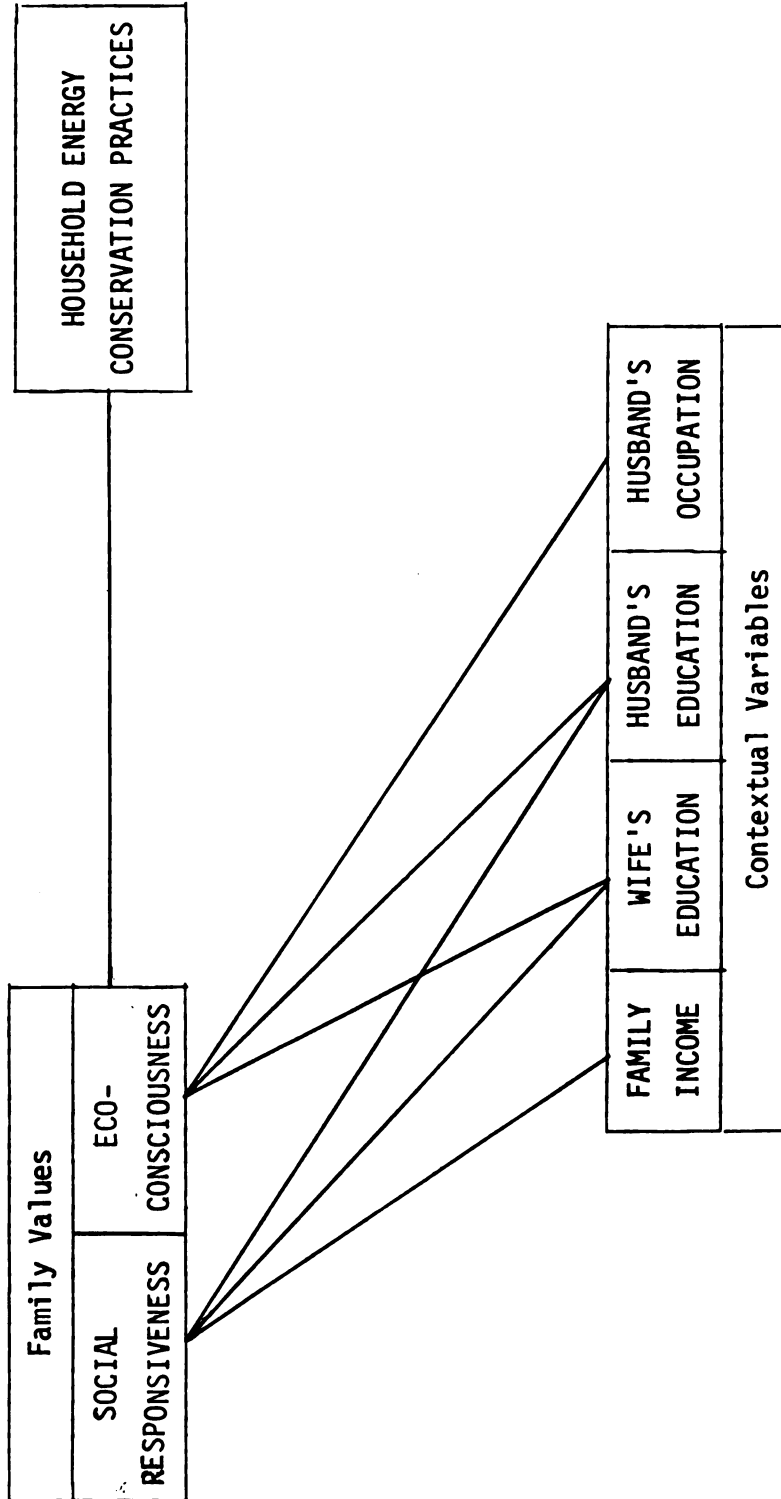 Family Values
SOCIAL
RESPONSIVENESS
ECO-
CONSCIOUSNESS
HOUSEHOLD ENERGY
CONSERVATION PRACTICES
FAMILY
INCOME
WIFE'S
EDUCATION
HUSBAND'S
EDUCATION
HUSBAND'S
OCCUPATION
Contextual Variables